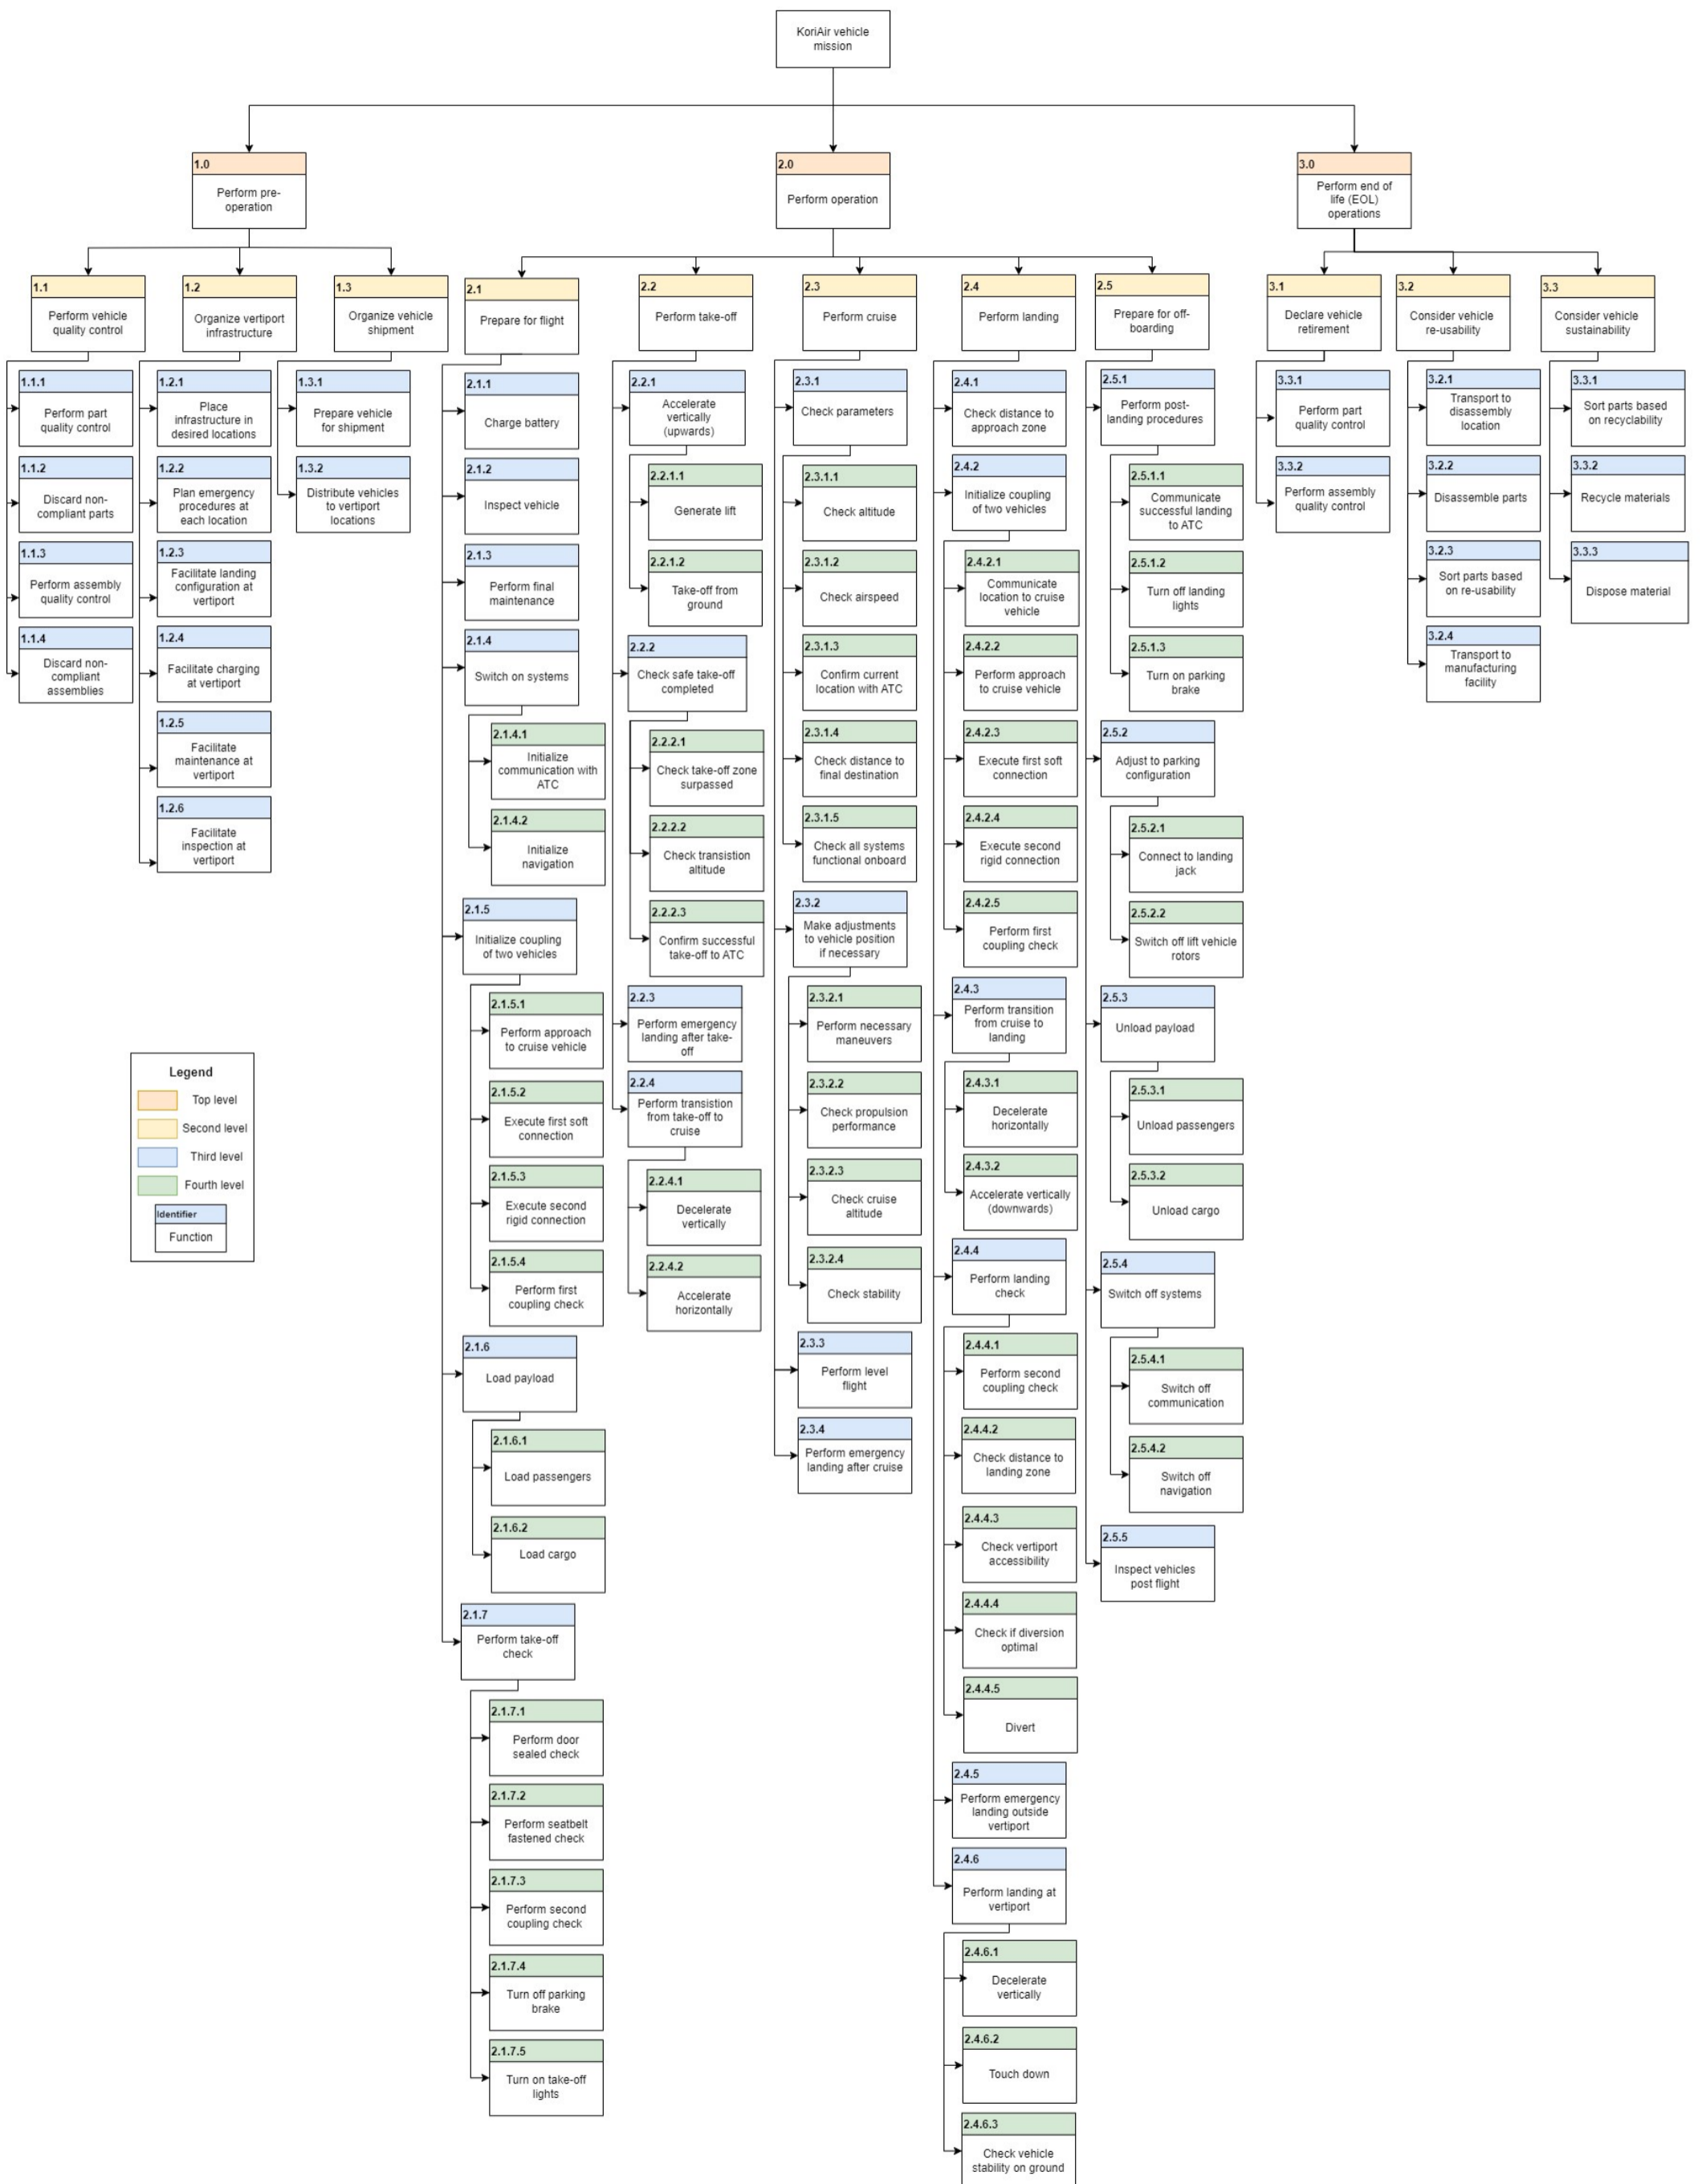 KoriAir vehicle
mission
1.0
Perform pre-
operation
2.0
Perform operation
3.0
Perform end of
life (EOL)
operations
1.1
Perform vehicle
quality control
1.2
Organize vertiport
infrastructure
1.3
Organize vehicle
shipment
2.1
Prepare for flight
2.2
Perform take-off
2.3
Perform cruise
2.4
Perform landing
2.5
Prepare for off-
boarding
3.1
Declare vehicle
retirement
3.2
Consider vehicle
re-usability
3.3
Consider vehicle
sustainability
1.1.1
Perform part
quality control
1.1.2
Discard non-
compliant parts
1.1.3
Perform assembly
quality control
1.1.4
Discard non-
compliant
assemblies
1.2.1
Place
infrastructure in
desired locations
1.2.2
Plan emergency
procedures at
each location
1.2.3
Facilitate landing
configuration at
vertiport
1.2.4
Facilitate charging
at vertiport
1.2.5
Facilitate
maintenance at
vertiport
1.2.6
Facilitate
inspection at
vertiport
1.3.1
Prepare vehicle
for shipment
1.3.2
Distribute vehicles
to vertiport
locations
2.1.1
Charge battery
2.1.2
Inspect vehicle
2.1.3
Perform final
maintenance
2.1.4
Switch on systems
2.1.4.1
Initialize
communication with
ATC
2.1.4.2
Initialize
navigation
2.1.5
Initialize coupling
of two vehicles
2.1.5.1
Perform approach
to cruise vehicle
2.1.5.2
Execute first soft
connection
2.1.5.3
Execute second
rigid connection
2.1.5.4
Perform first
coupling check
2.1.6
Load payload
2.1.6.1
Load passengers
2.1.6.2
Load cargo
2.1.7
Perform take-off
check
2.1.7.1
Perform door
sealed check
2.1.7.2
Perform seatbelt
fastened check
2.1.7.3
Perform second
coupling check
2.1.7.4
Turn off parking
brake
2.1.7.5
Turn on take-off
lights
2.2.1
Accelerate
vertically
(upwards)
2.2.1.1
Generate lift
2.2.1.2
Take-off from
ground
2.2.2
Check safe take-off
completed
2.2.2.1
Check take-off zone
surpassed
2.2.2.2
Check transistion
altitude
2.2.2.3
Confirm successful
take-off to ATC
2.2.3
Perform emergency
landing after take-
off
2.2.4
Perform transistion
from take-off to
cruise
2.2.4.1
Decelerate
vertically
2.2.4.2
Accelerate
horizontally
2.3.1
Check parameters
2.3.1.1
Check altitude
2.3.1.2
Check airspeed
2.3.1.3
Confirm current
location with ATC
2.3.1.4
Check distance to
final destination
2.3.1.5
Check all systems
functional onboard
2.3.2
Make adjustments
to vehicle position
if necessary
2.3.2.1
Perform necessary
maneuvers
2.3.2.2
Check propulsion
performance
2.3.2.3
Check cruise
altitude
2.3.2.4
Check stability
2.3.3
Perform level
flight
2.3.4
Perform emergency
landing after cruise
2.4.1
Check distance to
approach zone
2.4.2
Initialize coupling
of two vehicles
2.4.2.1
Communicate
location to cruise
vehicle
2.4.2.2
Perform approach
to cruise vehicle
2.4.2.3
Execute first soft
connection
2.4.2.4
Execute second
rigid connection
2.4.2.5
Perform first
coupling check
2.4.3
Perform transition
from cruise to
landing
2.4.3.1
Decelerate
horizontally
2.4.3.2
Accelerate vertically
(downwards)
2.4.4
Perform landing
check
2.4.4.1
Perform second
coupling check
2.4.4.2
Check distance to
landing zone
2.4.4.3
Check vertiport
accessibility
2.4.4.4
Check if diversion
optimal
2.4.4.5
Divert
2.4.5
Perform emergency
landing outside
vertiport
2.4.6
Perform landing at
vertiport
2.4.6.1
Decelerate
vertically
2.4.6.2
Touch down
2.4.6.3
Check vehicle
stability on ground
2.5.1
Perform post-
landing procedures
2.5.1.1
Communicate
successful landing
to ATC
2.5.1.2
Turn off landing
lights
2.5.1.3
Turn on parking
brake
2.5.2
Adjust to parking
configuration
2.5.2.1
Connect to landing
jack
2.5.2.2
Switch off lift vehicle
rotors
2.5.3
Unload payload
2.5.3.1
Unload passengers
2.5.3.2
Unload cargo
2.5.4
Switch off systems
2.5.4.1
Switch off
communication
2.5.4.2
Switch off
navigation
2.5.5
Inspect vehicles
post flight
3.3.1
Perform part
quality control
3.3.2
Perform assembly
quality control
3.2.1
Transport to
disassembly
location
3.2.2
Disassemble parts
3.2.3
Sort parts based
on re-usability
3.2.4
Transport to
manufacturing
facility
3.3.1
Sort parts based
on recyclability
3.3.2
Recycle materials
3.3.3
Dispose material
Legend
Top level
Second level
Third level
Fourth level
Identifier
Function